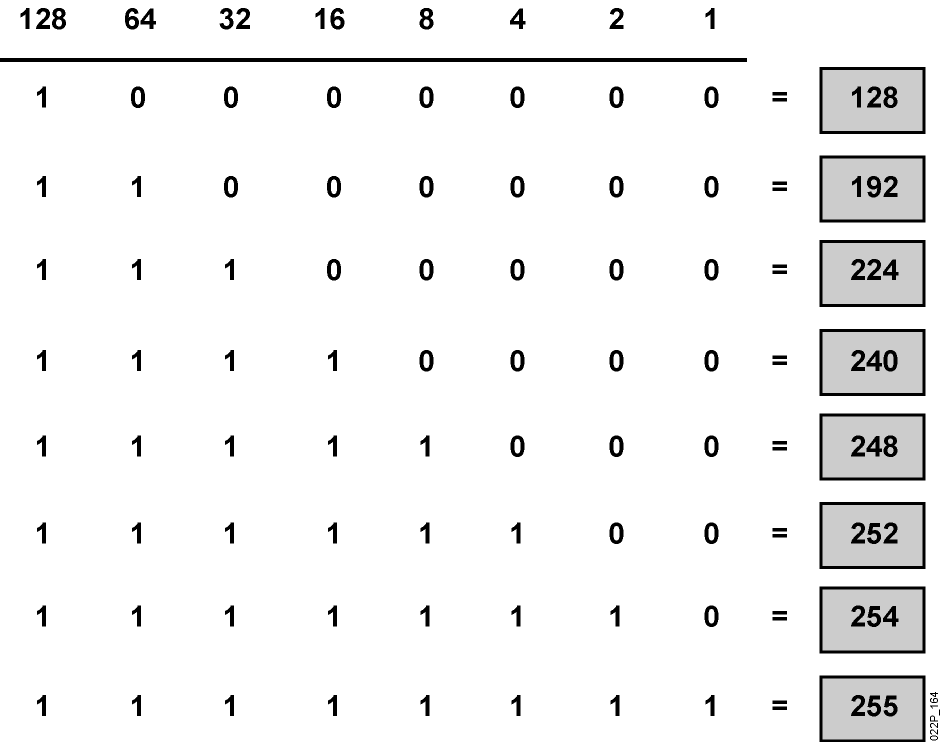 128 64 32 16 8 4 2 1
1 0 0 0 0 0 0 0 = 128
1 1 0 0 0 0 0 0 = 192
1 1 1 0 0 0 0 0 = 224
1 1 1 1 0 0 0 0 = 240
1 1 1 1 1 0 0 0 = 248
1 1 1 1 1 1 0 0 = 252
1 1 1 1 1 1 1 0 = 254
1 1 1 1 1 1 1 1 = 255
022P_164